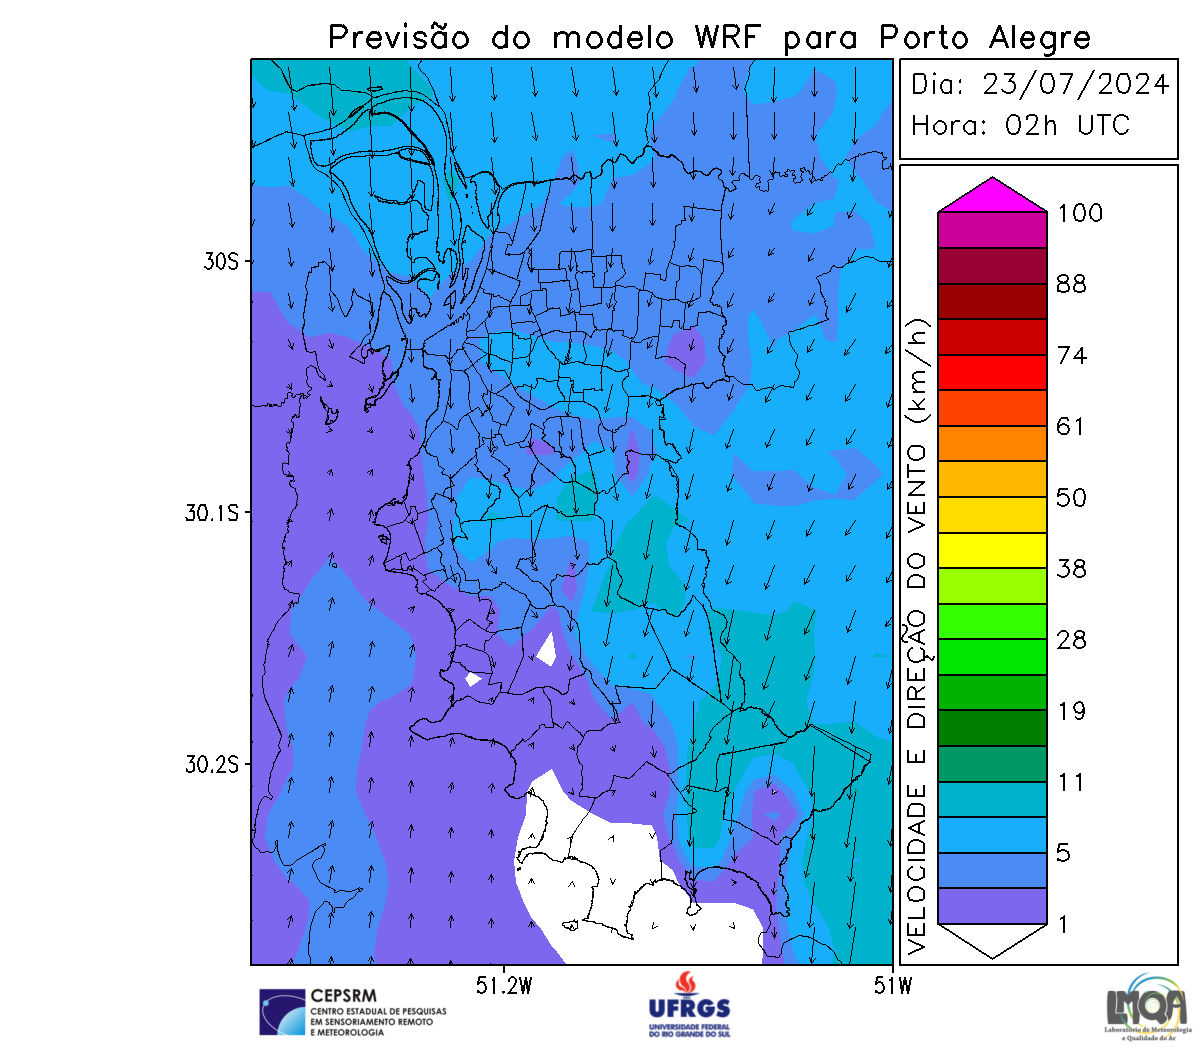 Previsão do modelo WRF para Porto Alegre
Dia: 23/07/2024
Hora: 02h UTC
30S
30.1S
30.2S
51.2W
51W
VELOCIDADE E DIREÇÃO DO VENTO (km/h)
100
88
74
61
50
38
28
19
11
5
1
CEPSRM
CENTRO ESTADUAL DE PESQUISAS
EM SENSORIAMENTO REMOTO
E METEOROLOGIA
UFRGS
UNIVERSIDADE FEDERAL
DO RIO GRANDE DO SUL
LMQA
Laboratório de Meteorologia
e Qualidade do Ar